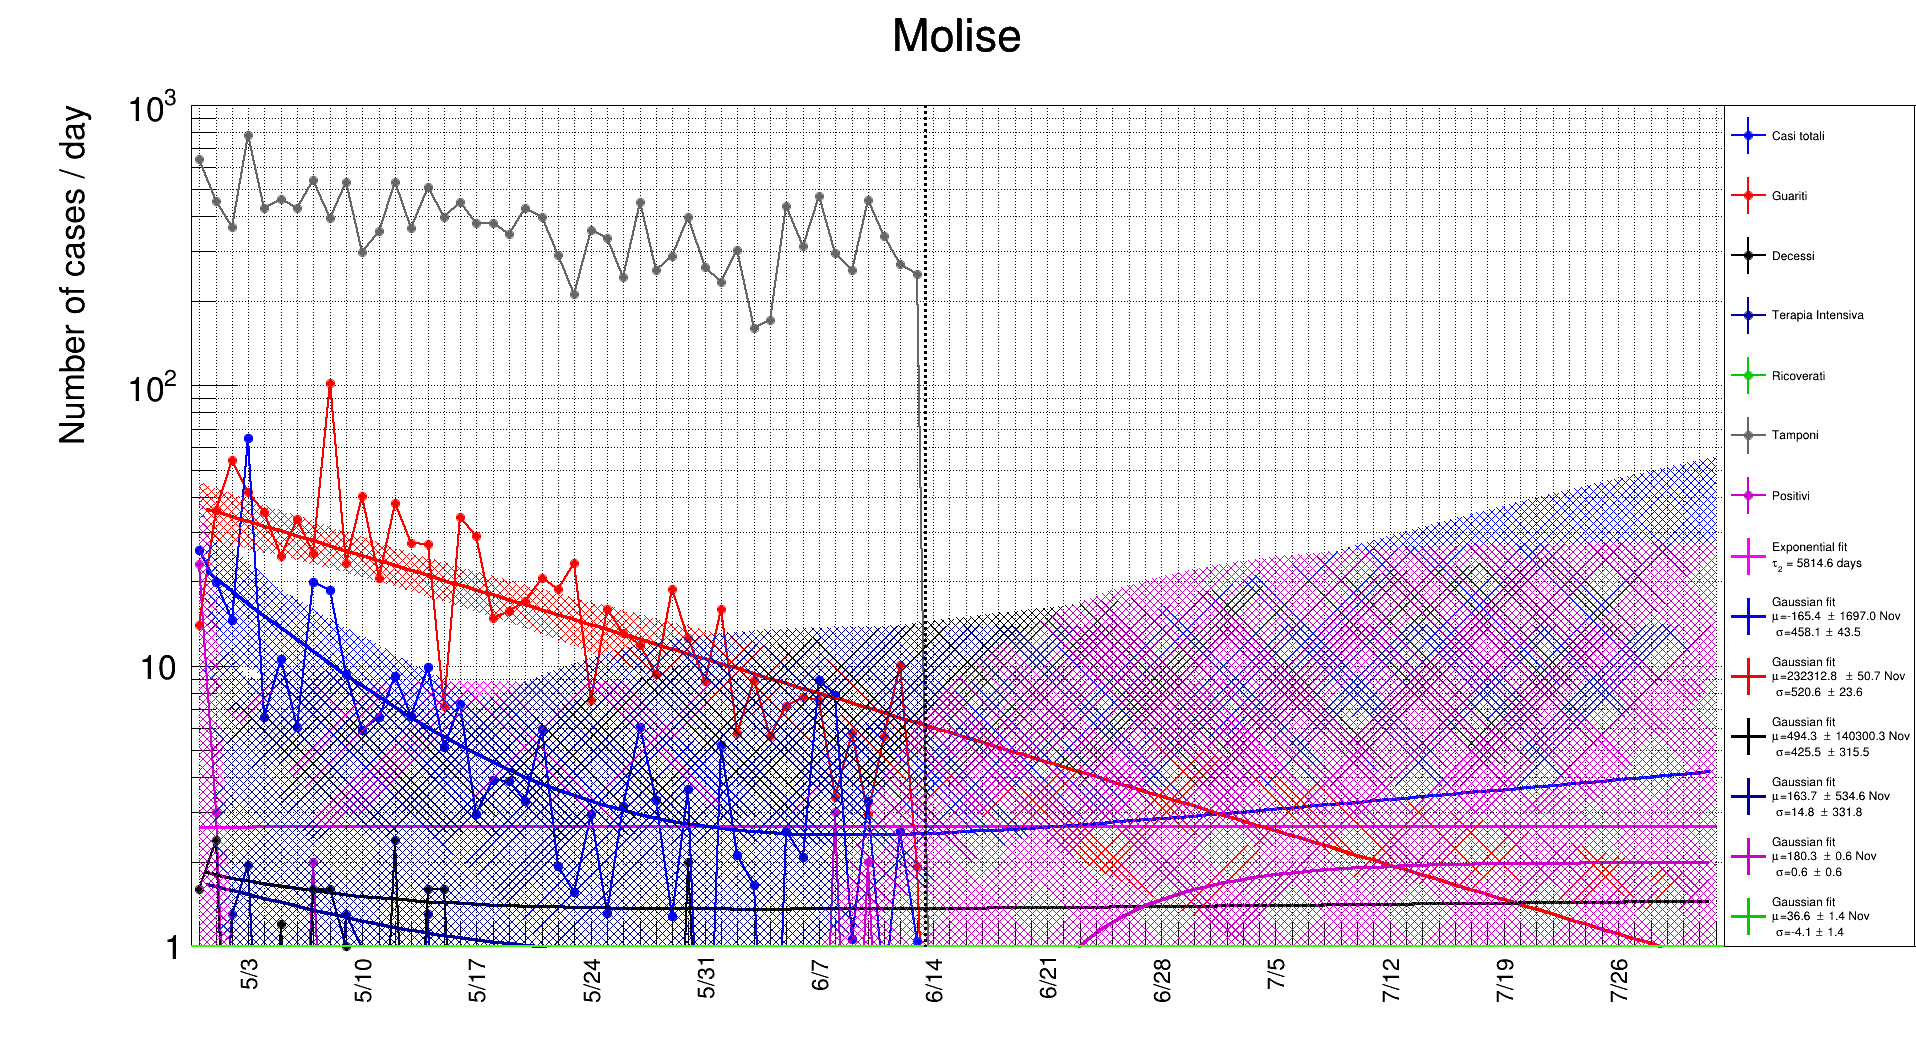 Molise
Number of cases / day
10³
10²
10
1
5/3
5/10
5/17
5/24
5/31
6/7
6/14
6/21
6/28
7/5
7/12
7/19
7/26
Casi totali
Guariti
Decessi
Terapia Intensiva
Ricoverati
Tamponi
Positivi
Exponential fit
τ₂ = 5814.6 days
Gaussian fit
μ=-165.4 ± 1697.0 Nov
σ=458.1 ± 43.5
Gaussian fit
μ=232312.8 ± 50.7 Nov
σ=520.6 ± 23.6
Gaussian fit
μ=494.3 ± 140300.3 Nov
σ=425.5 ± 315.5
Gaussian fit
μ=163.7 ± 534.6 Nov
σ=14.8 ± 331.8
Gaussian fit
μ=180.3 ± 0.6 Nov
σ=0.6 ± 0.6
Gaussian fit
μ=36.6 ± 1.4 Nov
σ=-4.1 ± 1.4